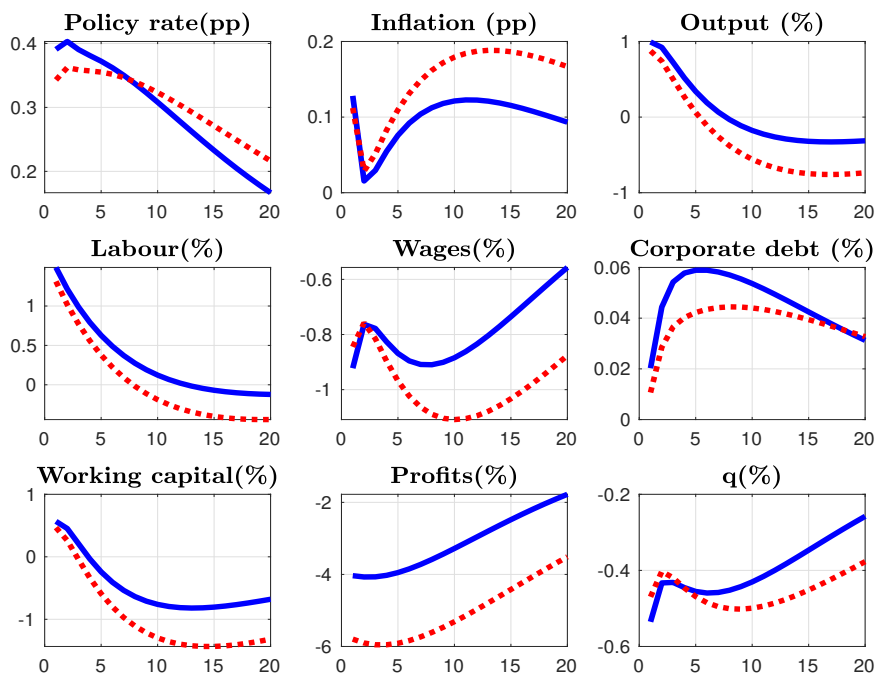 Policy rate(pp)
0.4
0.3
0.2
0 5 10 15 20
Inflation (pp)
0.2
0.1
0
0 5 10 15 20
Output (%)
1
0
-1
0 5 10 15 20
Labour(%)
1
0.5
0
0 5 10 15 20
Wages(%)
-0.6
-0.8
-1
0 5 10 15 20
Corporate debt (%)
0.06
0.04
0.02
0
0 5 10 15 20
Working capital(%)
1
0
-1
0 5 10 15 20
Profits(%)
-2
-4
-6
0 5 10 15 20
q(%)
-0.2
-0.4
-0.6
0 5 10 15 20